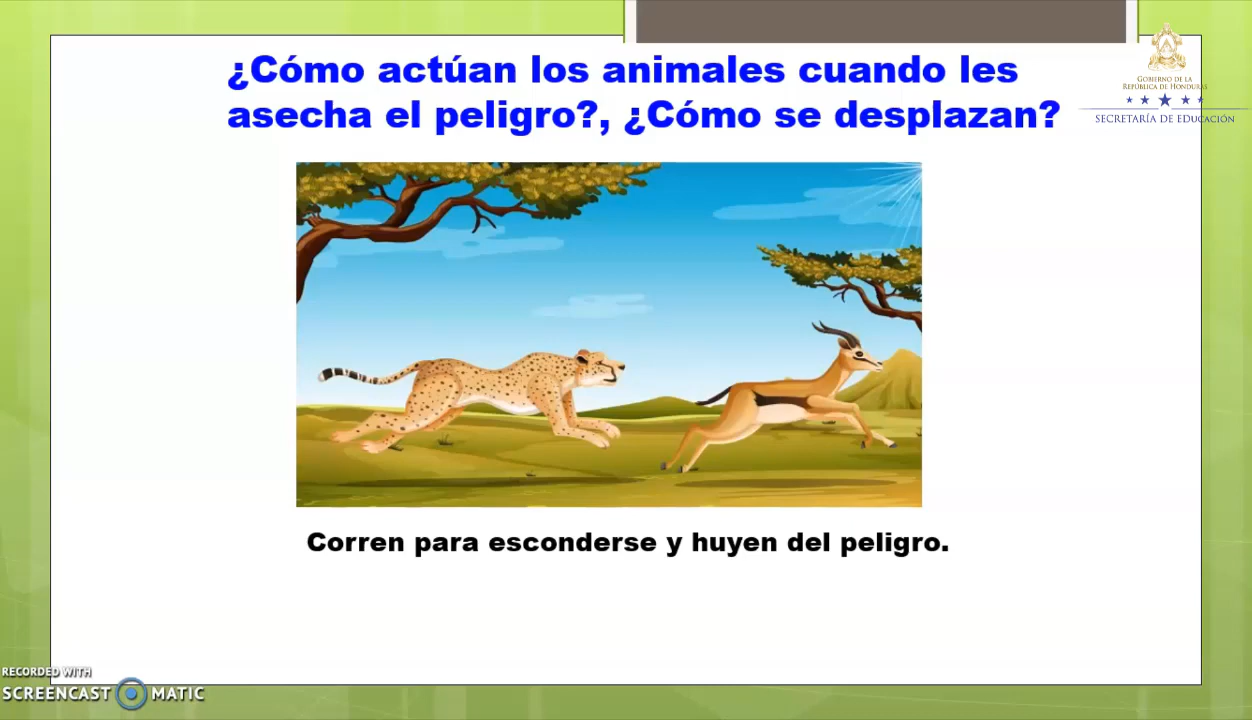 ¿Cómo actúan los animales cuando les
asecha el peligro?, ¿Cómo se desplazan?
GOBIERNO DE LA
REPÚBLICA DE HONDURAS
SECRETARÍA DE EDUCACIÓN
Corren para esconderse y huyen del peligro.
RECORDED WITH
SCREENCAST MATIC